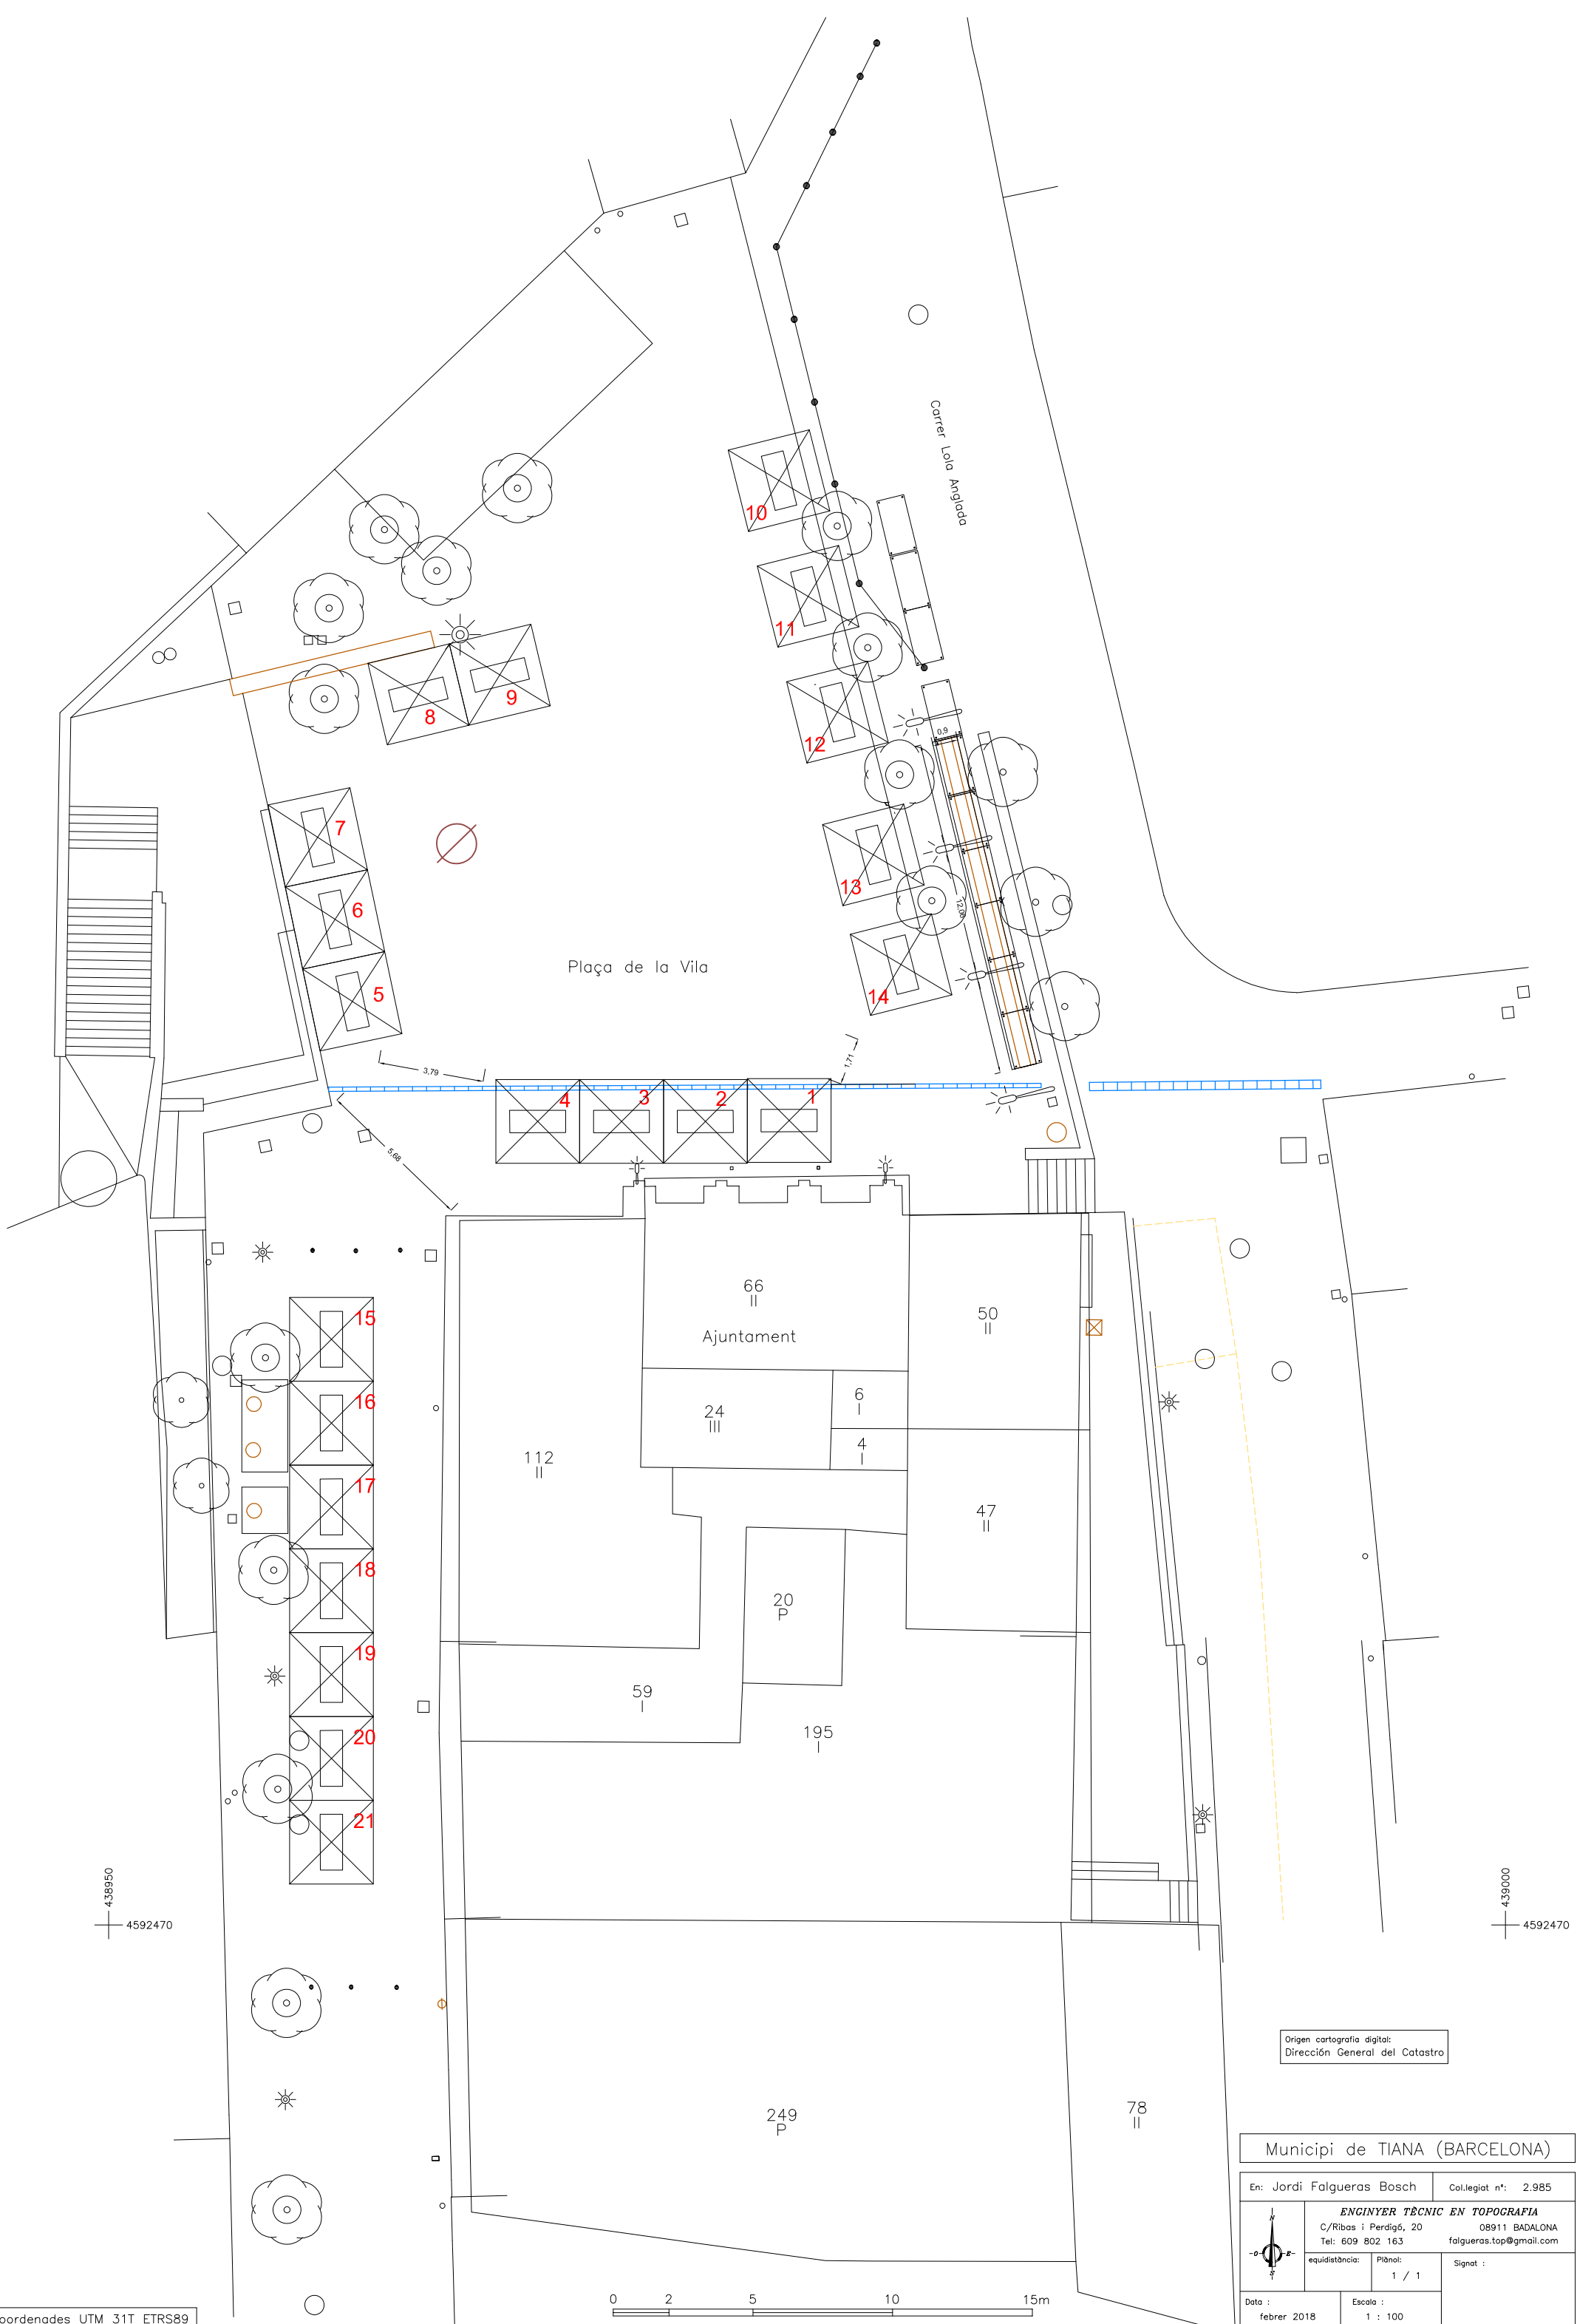 Carrer Lola Anglada
10
11
9
8
12
0,9
7
13
6
12,06
Plaça de la Vila
5
14
1,71
3,79
4
3
2
1
5,68
66
II
50
II
15
Ajuntament
6
I
16
24
III
4
I
112
II
17
47
II
18
20
P
19
59
I
20
195
I
21
438950
4592470
439000
4592470
Origen cartografia digital:
Dirección General del Catastro
249
P
78
II
Municipi de TIANA (BARCELONA)
En: Jordi Falgueras Bosch
Col.legiat nº: 2.985
ENGINYER TÈCNIC EN TOPOGRAFIA
C/Ribas i Perdigó, 20 08911 BADALONA
Tel: 609 802 163 falgueras.top@gmail.com
N
-O- -E-
S
equidistància:
Plànol:
1 / 1
Signat :
Data :
febrer 2018
Escala :
1 : 100
0 2 5 10 15m
oordenades UTM 31T ETRS89